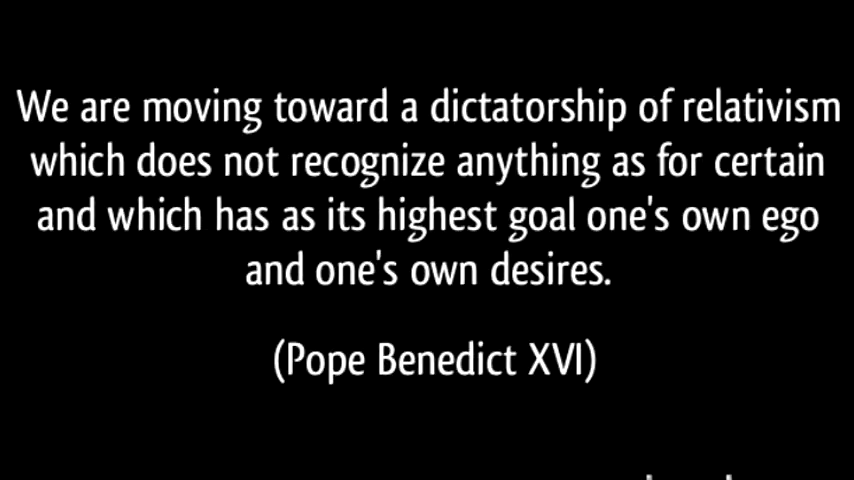 We are moving toward a dictatorship of relativism
which does not recognize anything as for certain
and which has as its highest goal one's own ego
and one's own desires.
(Pope Benedict XVI)